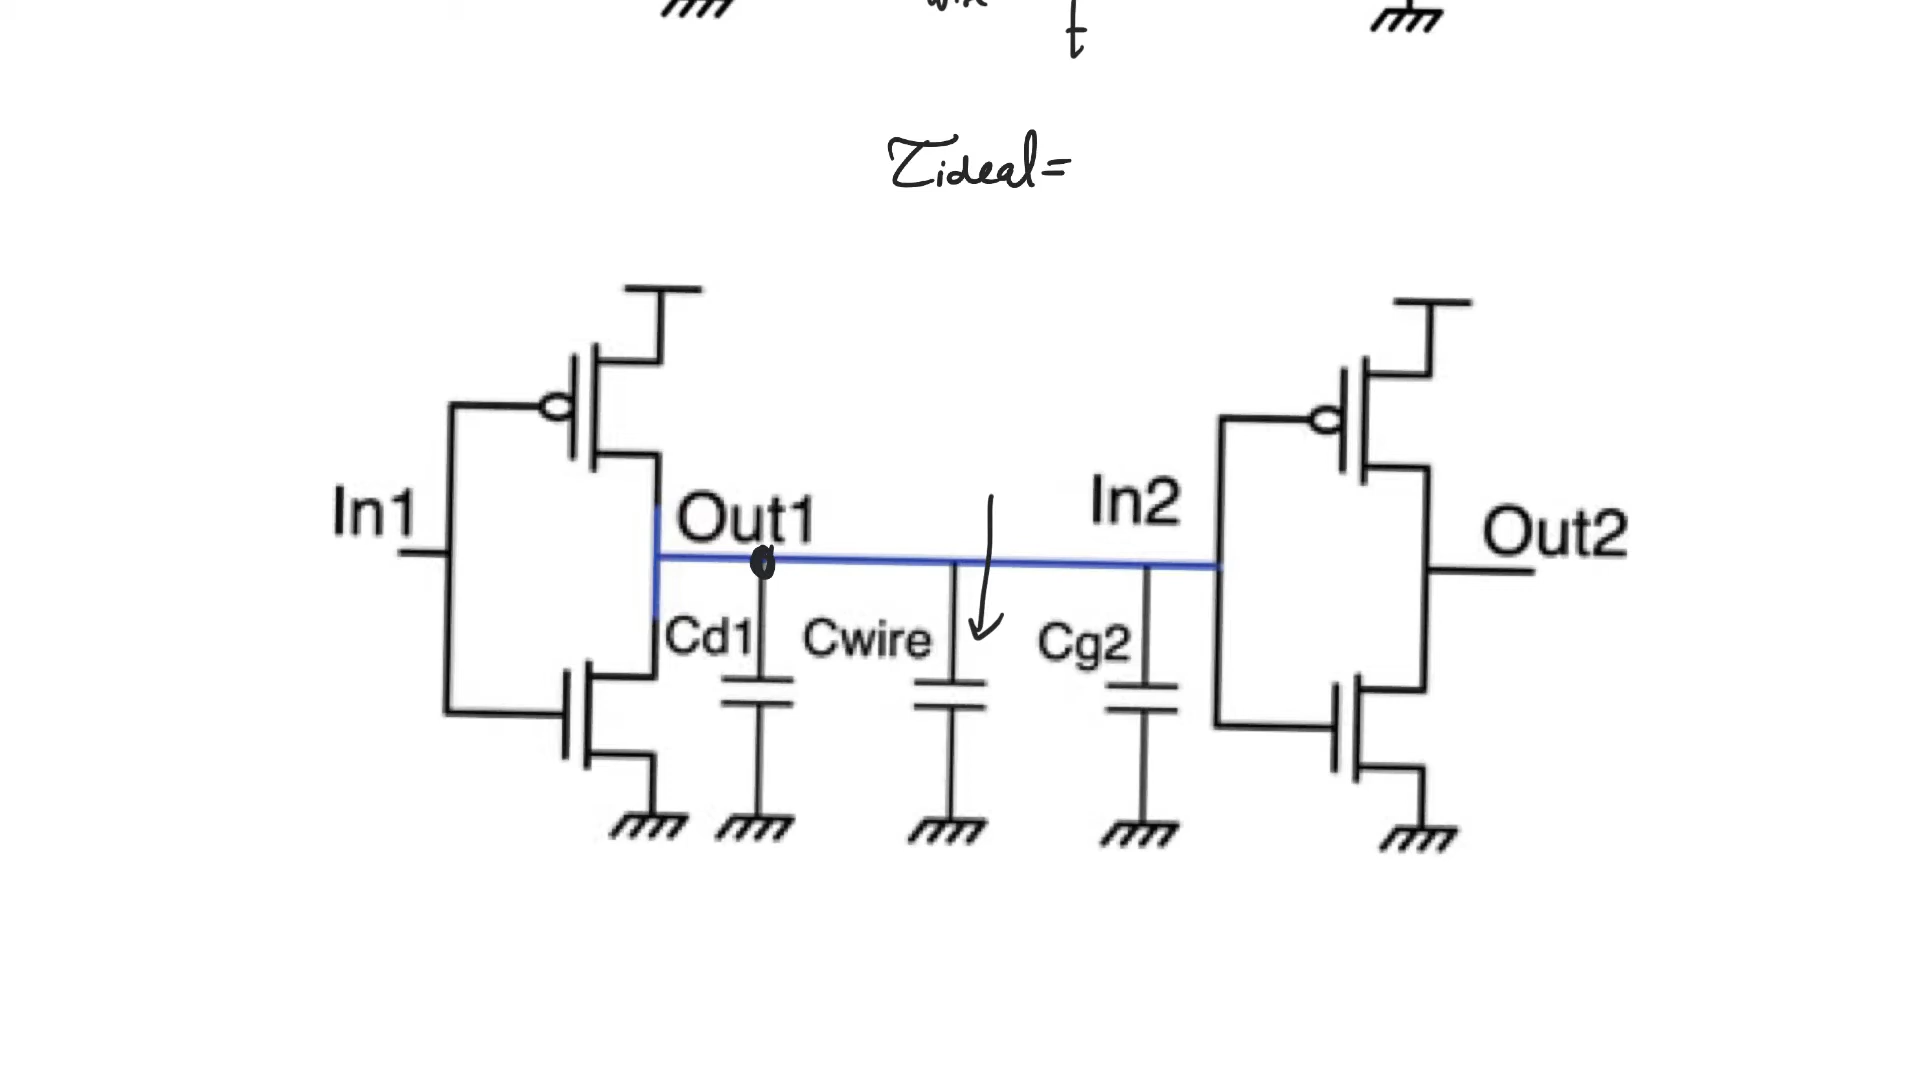 τideal=
In1
Out1
In2
Out2
Cd1
Cwire
Cg2